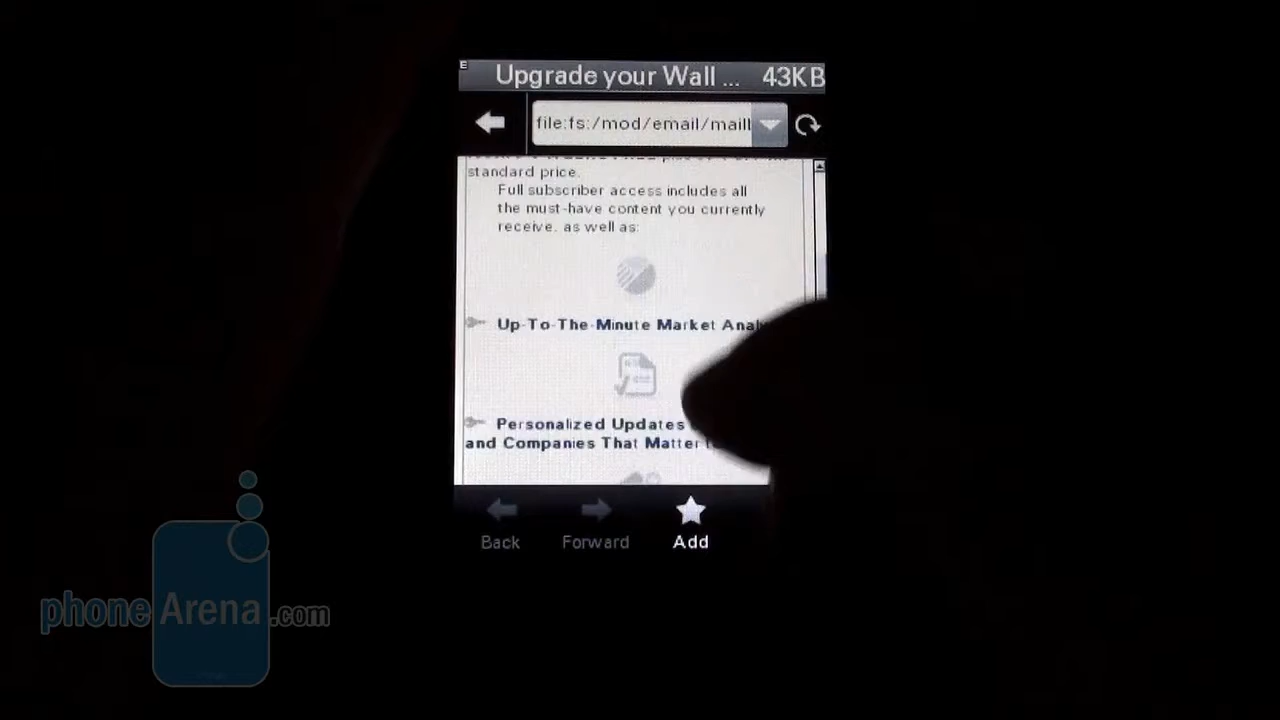 E
Upgrade your Wall ... 43KB
file:fs:/mod/email/maill
standard price.
Full subscriber access includes all
the must-have content you currently
receive, as well as:
Up-To-The-Minute Market Anal
Personalized Updates
and Companies That Matter
Back Forward Add
phoneArena.com